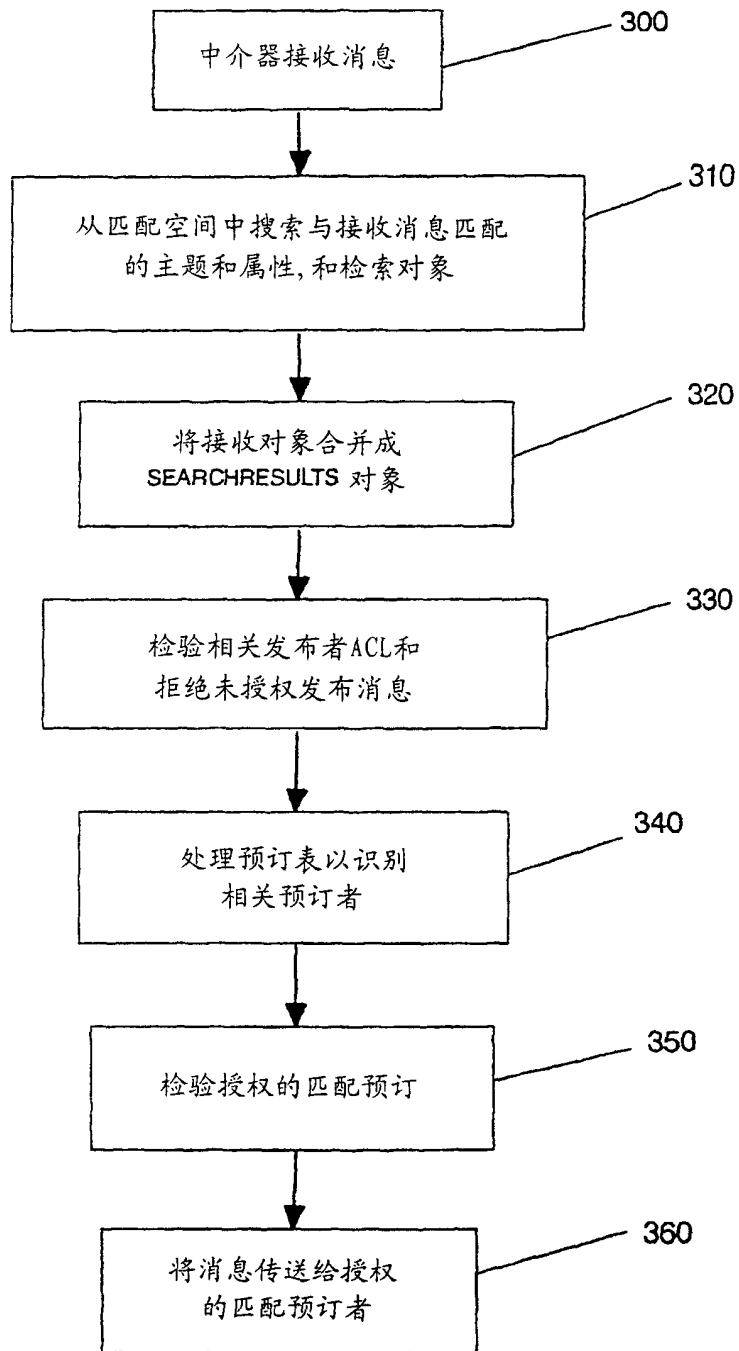 中介器接收消息
300
310
从匹配空间中搜索与接收消息匹配
的主题和属性,和检索对象
320
将接收对象合并成
SEARCHRESULTS 对象
330
检验相关发布者ACL和
拒绝未授权发布消息
340
处理预订表以识别
相关预订者
350
检验授权的匹配预订
360
将消息传送给授权
的匹配预订者